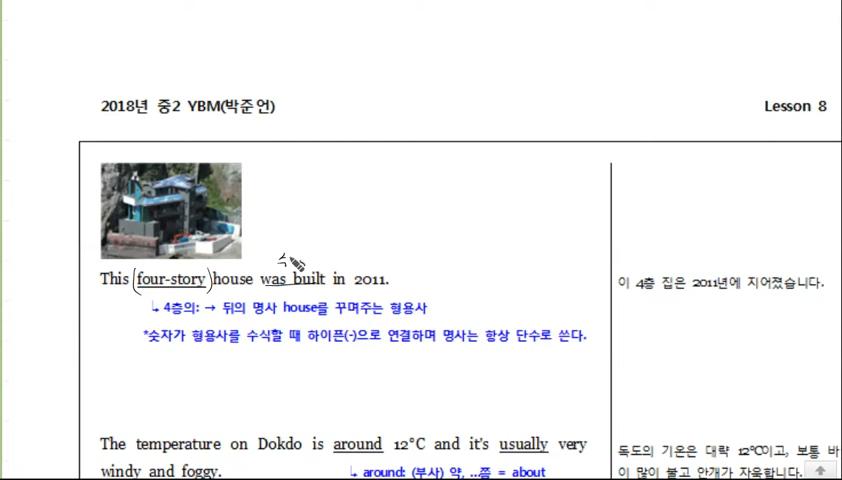 2018년 중2 YBM(박준언)
Lesson 8
This (four-story) house was built in 2011.
이 4층 집은 2011년에 지어졌습니다.
↳ 4층의: → 뒤의 명사 house를 꾸며주는 형용사
*숫자가 형용사를 수식할 때 하이픈(-)으로 연결하며 명사는 항상 단수로 쓴다.
The temperature on Dokdo is around 12°C and it's usually very
windy and foggy.
독도의 기온은 대략 12℃이고, 보통 바
이 많이 불고 안개가 자욱합니다.
↳ around: (부사) 약, ..쯤 = about